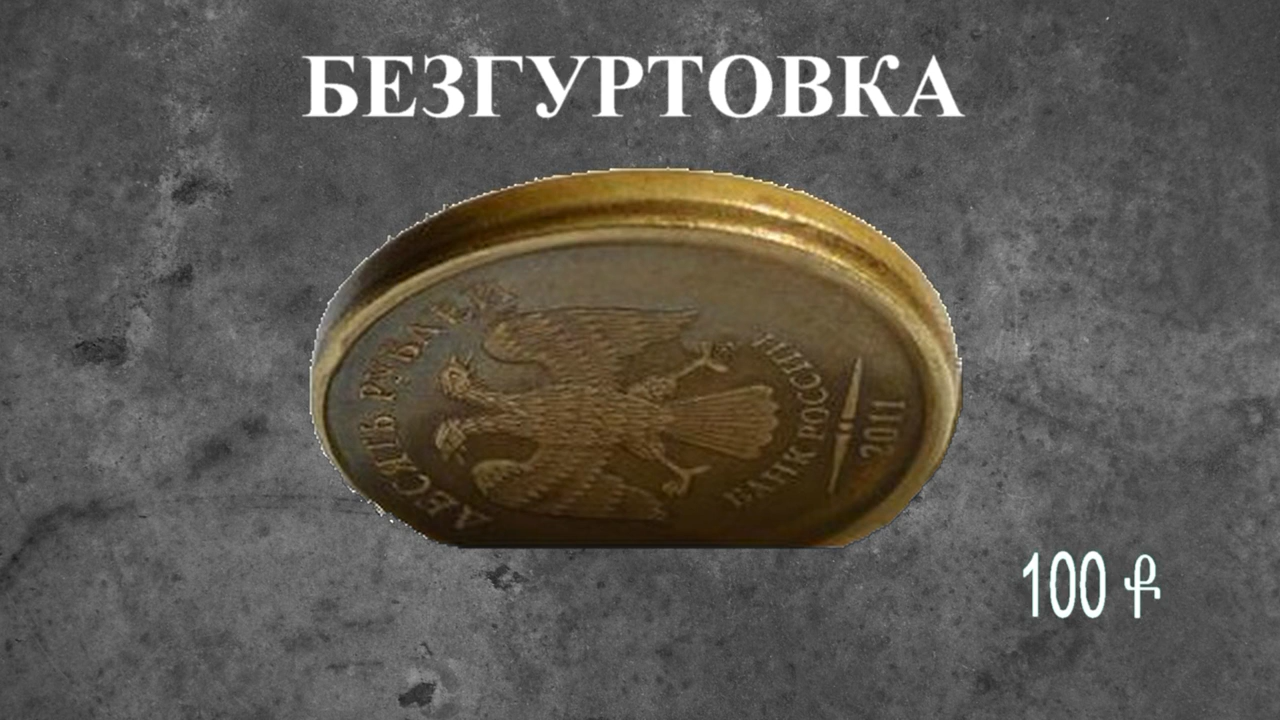 БЕЗГУРТОВКА
ДЕСЯТЬ РУБЛЕЙ
БАНК РОССИИ
2011
100 ₽